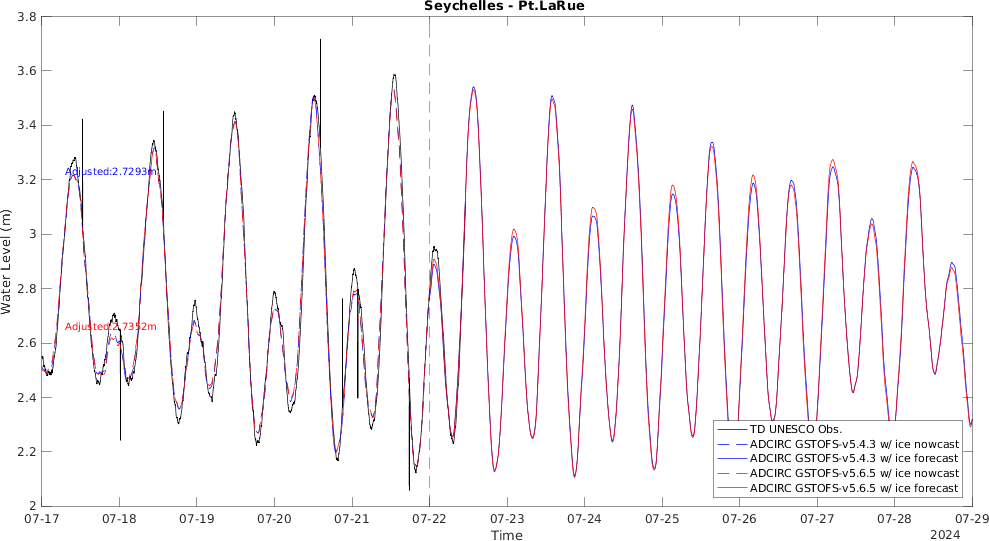 Seychelles - Pt.LaRue
3.8
3.6
3.4
3.2
3
2.8
2.6
2.4
2.2
2
Water Level (m)
Adjusted:2.7293m
Adjusted:2.7352m
TD UNESCO Obs.
ADCIRC GSTOFS-v5.4.3 w/ ice nowcast
ADCIRC GSTOFS-v5.4.3 w/ ice forecast
ADCIRC GSTOFS-v5.6.5 w/ ice nowcast
ADCIRC GSTOFS-v5.6.5 w/ ice forecast
07-17 07-18 07-19 07-20 07-21 07-22 07-23 07-24 07-25 07-26 07-27 07-28 07-29
Time
2024